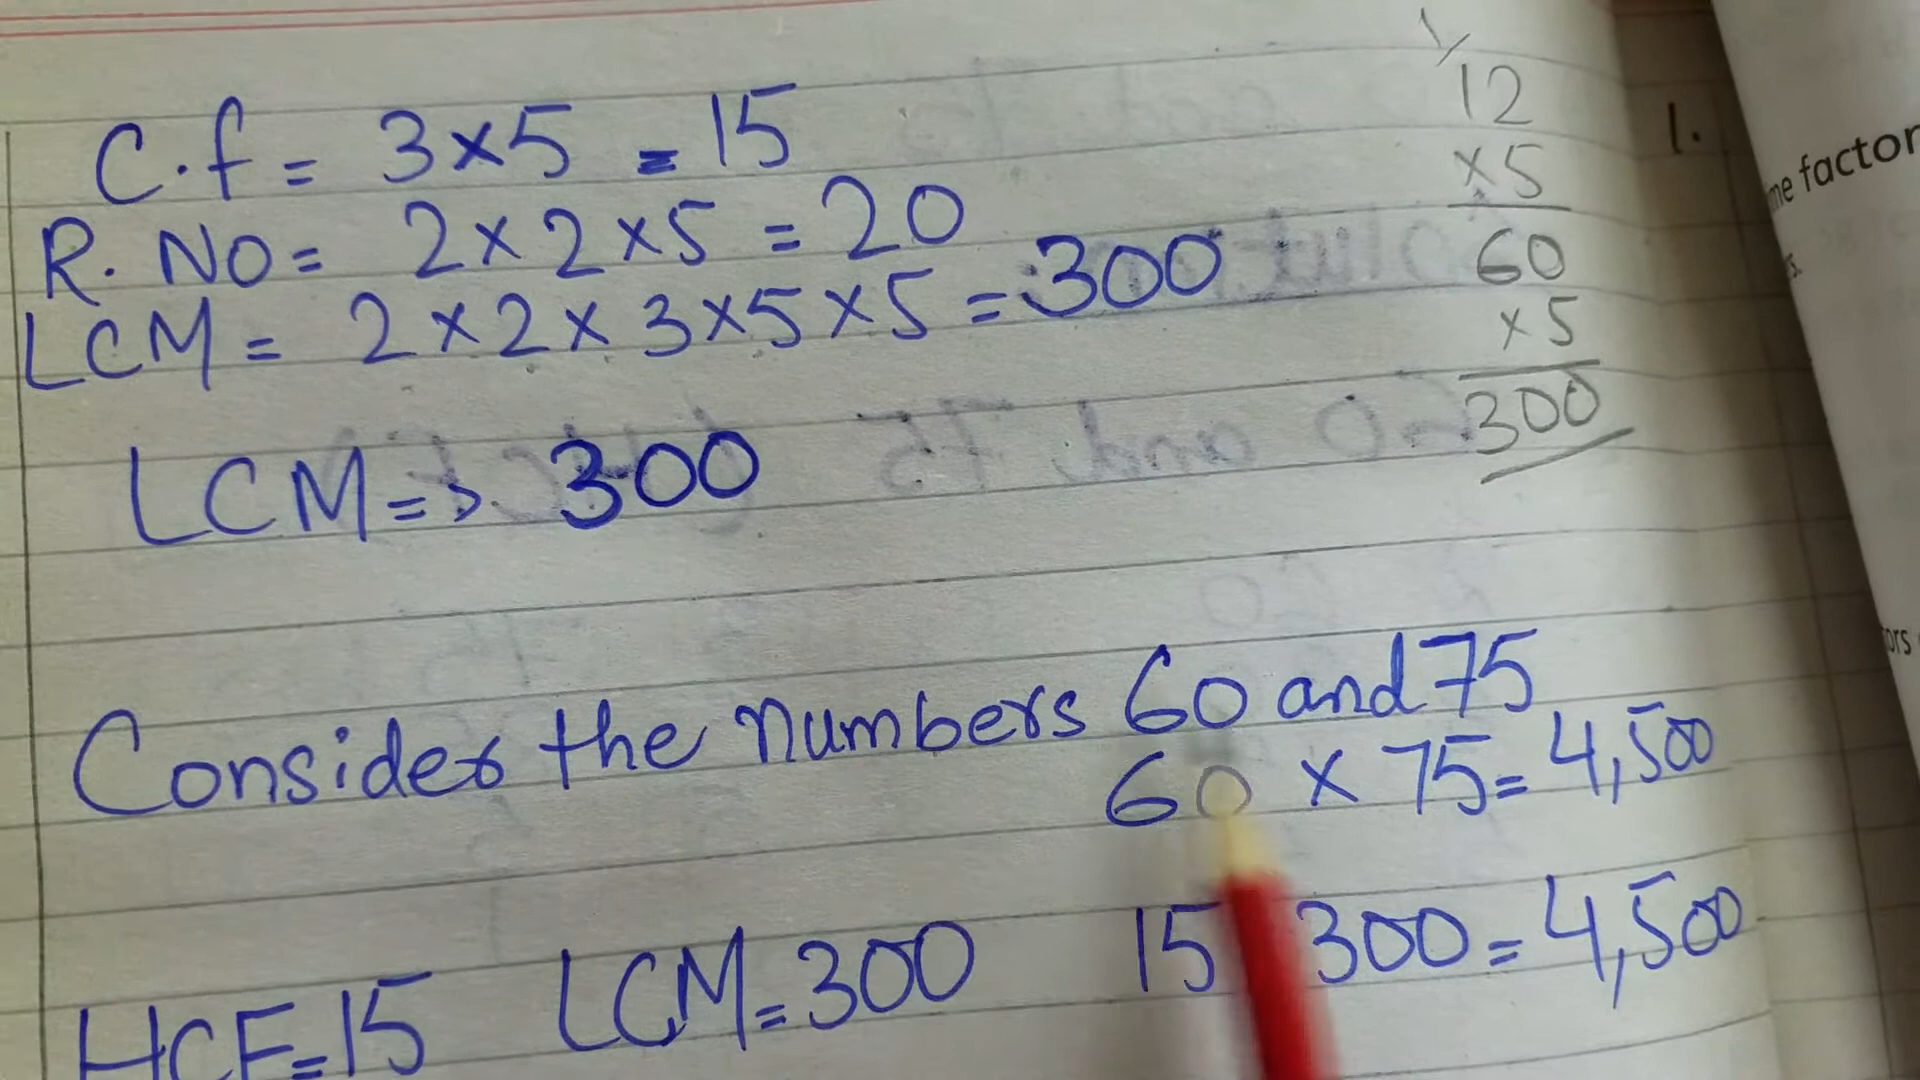 C.f = 3×5 = 15
R. No = 2×2×5 = 20
LCM = 2×2×3×5×5 = 300
LCM => 300
12
×5
60
×5
300
Consider the numbers 60 and 75
60 × 75 = 4,500
15 300 = 4,500
HCF = 15 LCM = 300
1.
factor